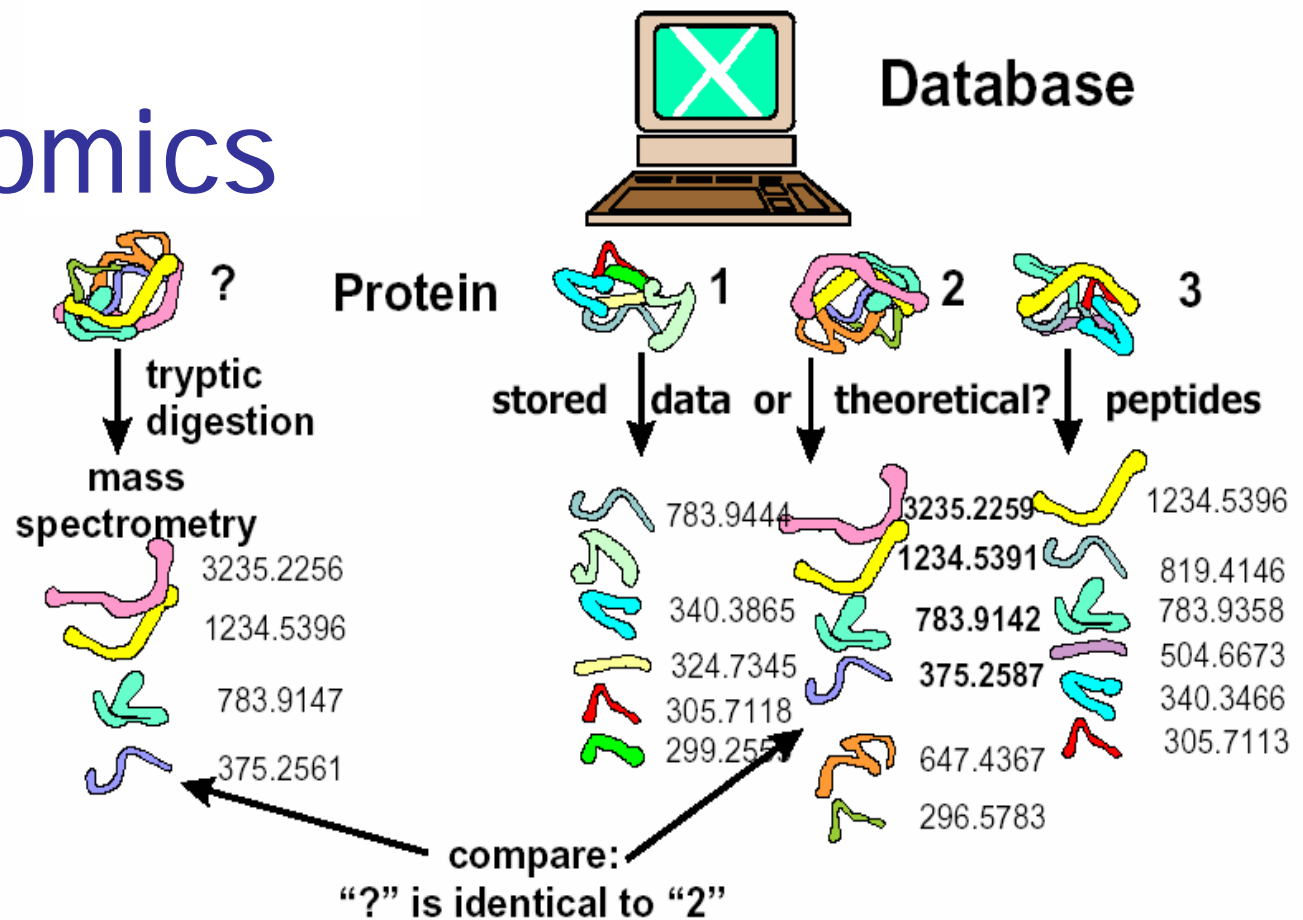 Database
omics
?
Protein
1
2
3
tryptic
digestion
stored data or theoretical? peptides
mass
spectrometry
3235.2256
1234.5396
783.9147
375.2561
783.9444
340.3865
324.7345
305.7118
299.255
3235.2259
1234.5391
783.9142
375.2587
647.4367
296.5783
1234.5396
819.4146
783.9358
504.6673
340.3466
305.7113
compare:
“?” is identical to “2”